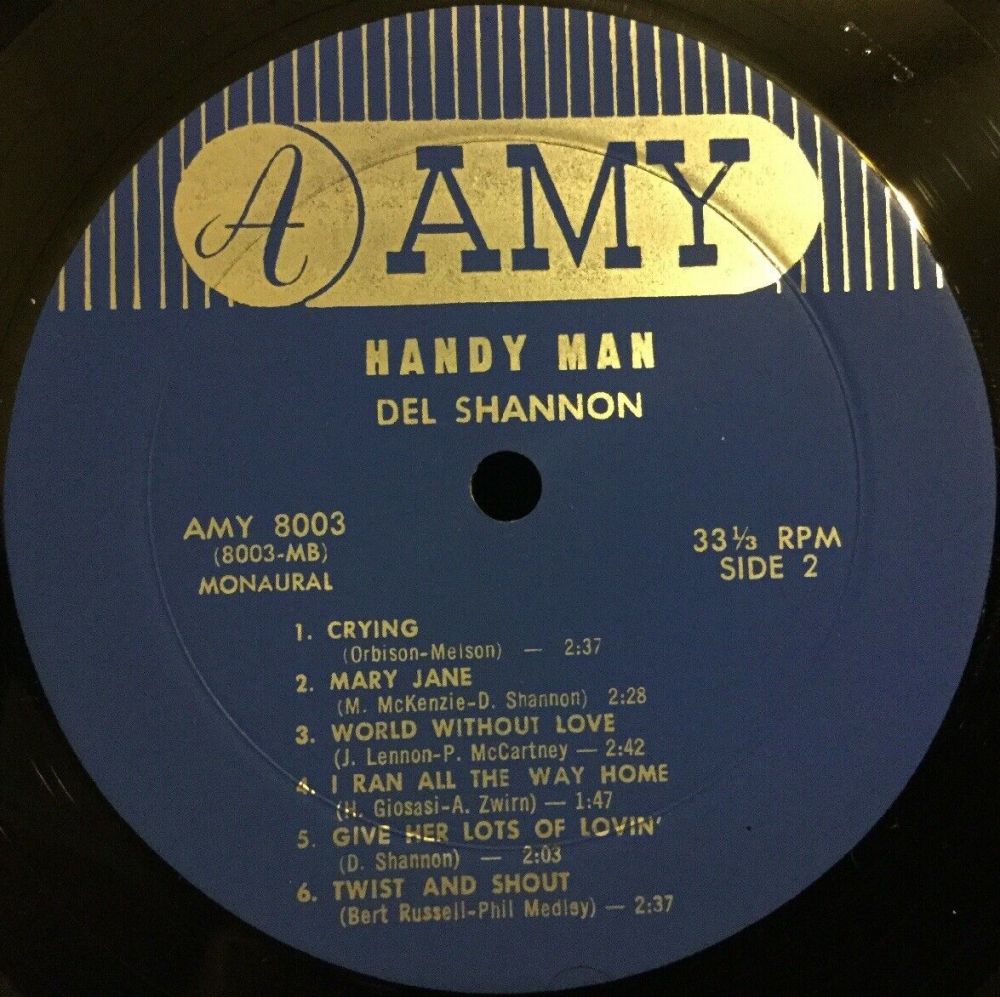 A AMY
HANDY MAN
DEL SHANNON
AMY 8003
(8003-MB)
MONAURAL
33⅓ RPM
SIDE 2
1. CRYING
(Orbison-Melson) — 2:37
2. MARY JANE
(M. McKenzie-D. Shannon) 2:28
3. WORLD WITHOUT LOVE
(J. Lennon-P. McCartney — 2:42
4. I RAN ALL THE WAY HOME
(H. Giosasi-A. Zwirn) — 1:47
5. GIVE HER LOTS OF LOVIN'
(D. Shannon) — 2:03
6. TWIST AND SHOUT
(Bert Russell-Phil Medley) — 2:37